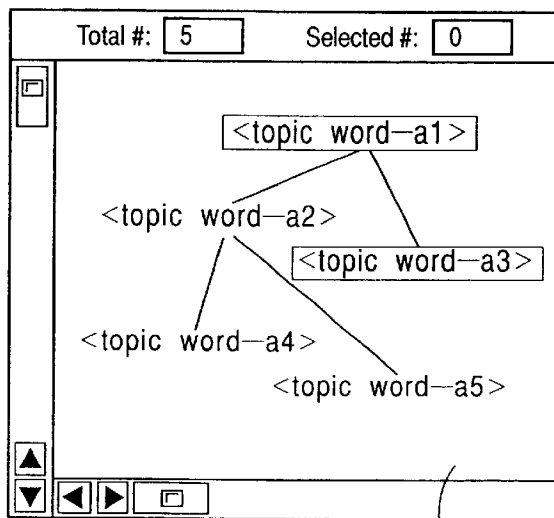 Total #: 5 Selected #: 0
<topic word—a1>
<topic word—a2>
<topic word—a3>
<topic word—a4>
<topic word—a5>